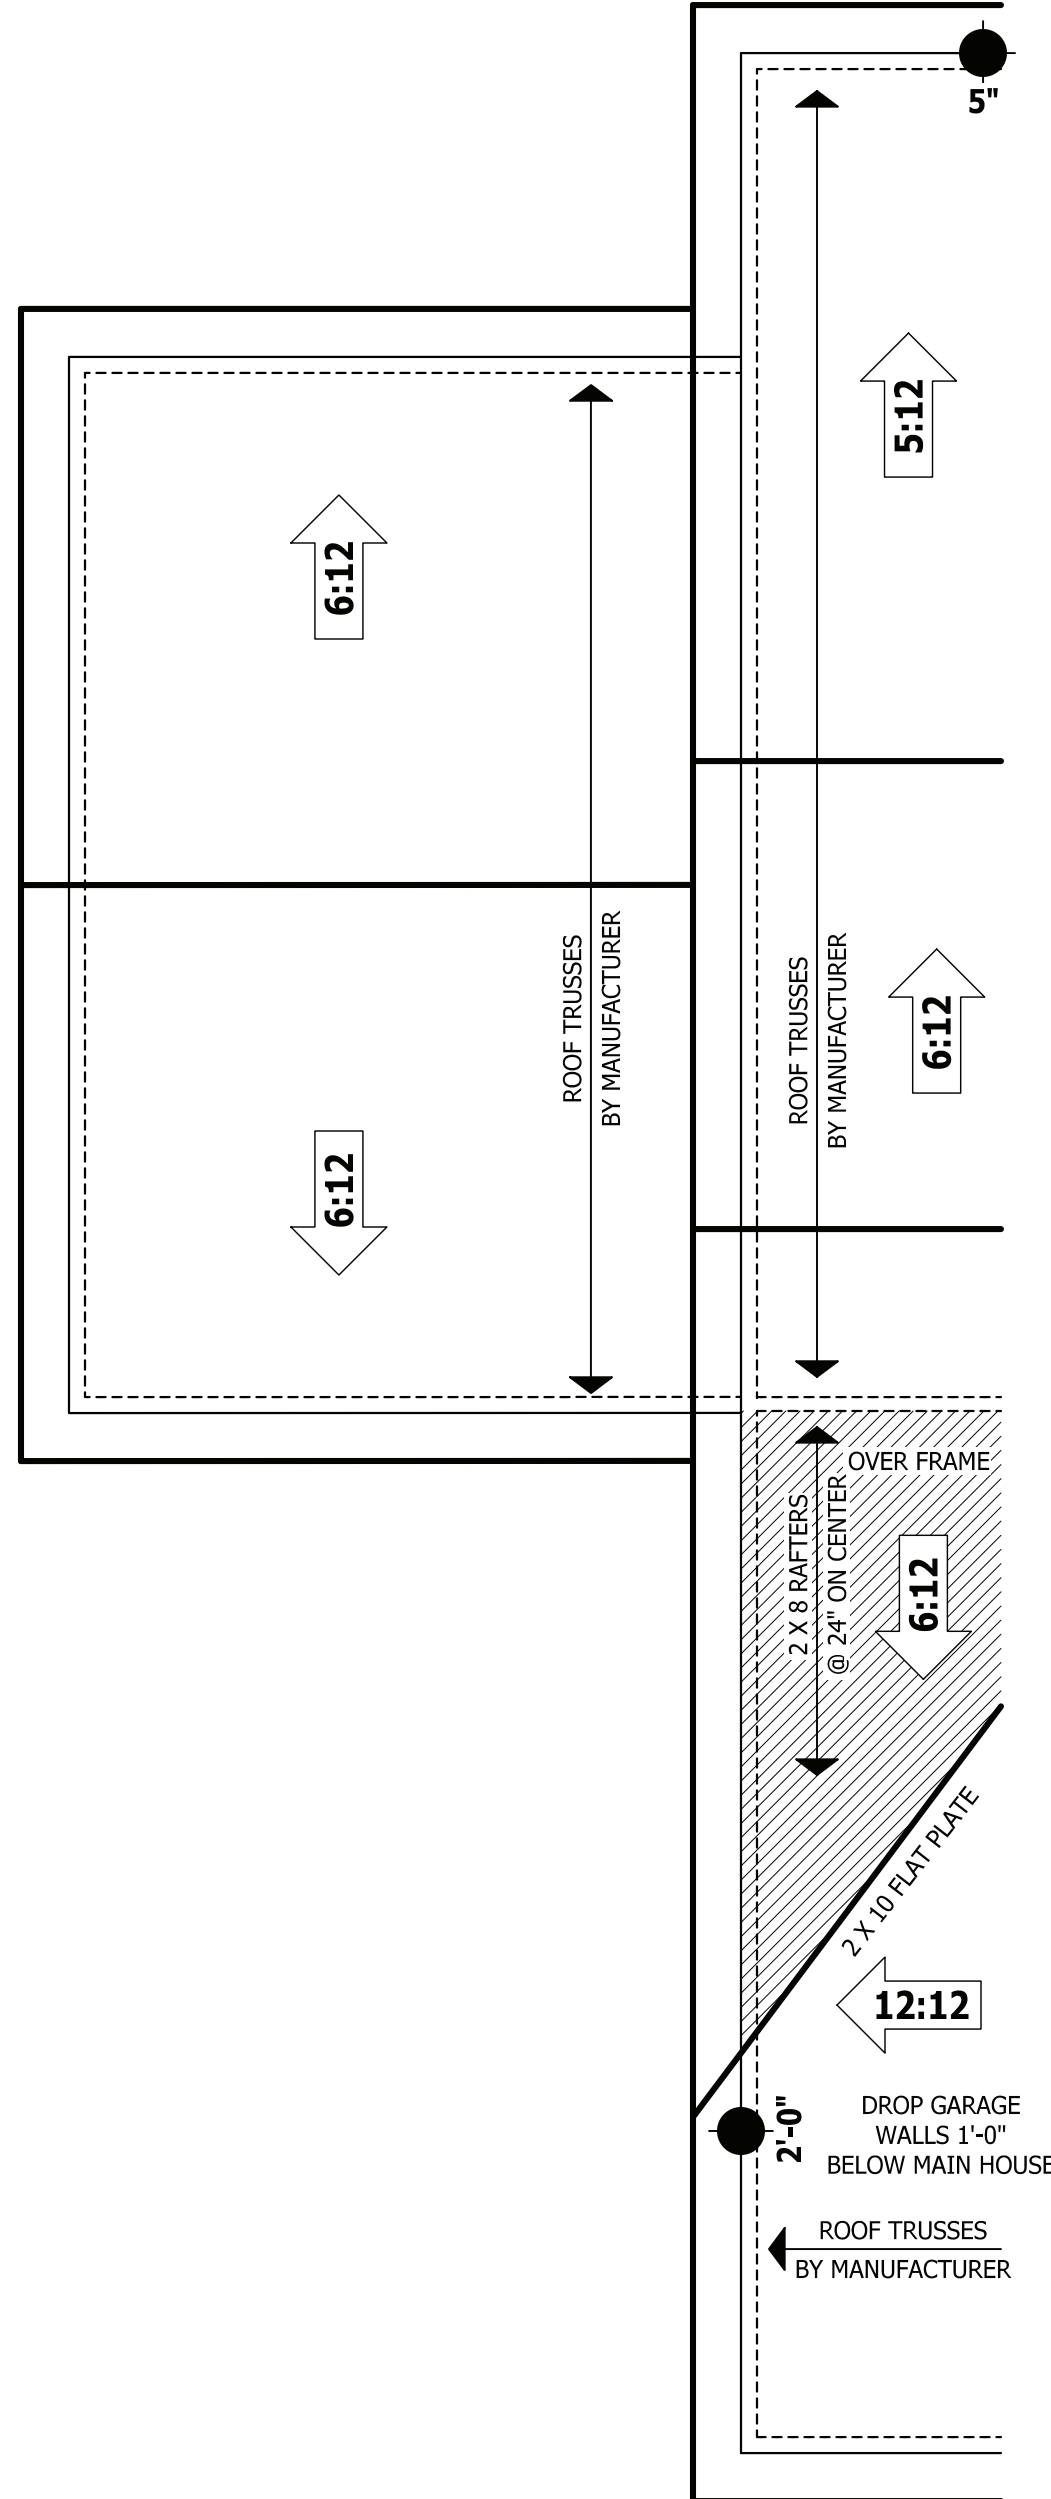 5"
5:12
6:12
ROOF TRUSSES
BY MANUFACTURER
ROOF TRUSSES
BY MANUFACTURER
6:12
6:12
OVER FRAME
2 X 8 RAFTERS
@ 24" ON CENTER
6:12
2 X 10 FLAT PLATE
12:12
2'-0"
DROP GARAGE
WALLS 1'-0"
BELOW MAIN HOUSE
ROOF TRUSSES
BY MANUFACTURER